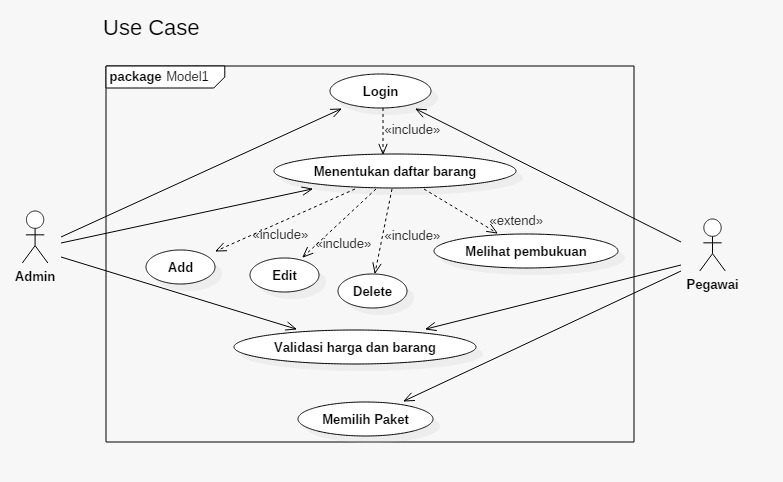 Use Case
package Model1
Login
«include»
Menentukan daftar barang
«extend»
«include»
«include»
«include»
Add
Edit
Delete
Melihat pembukuan
Admin
Pegawai
Validasi harga dan barang
Memilih Paket